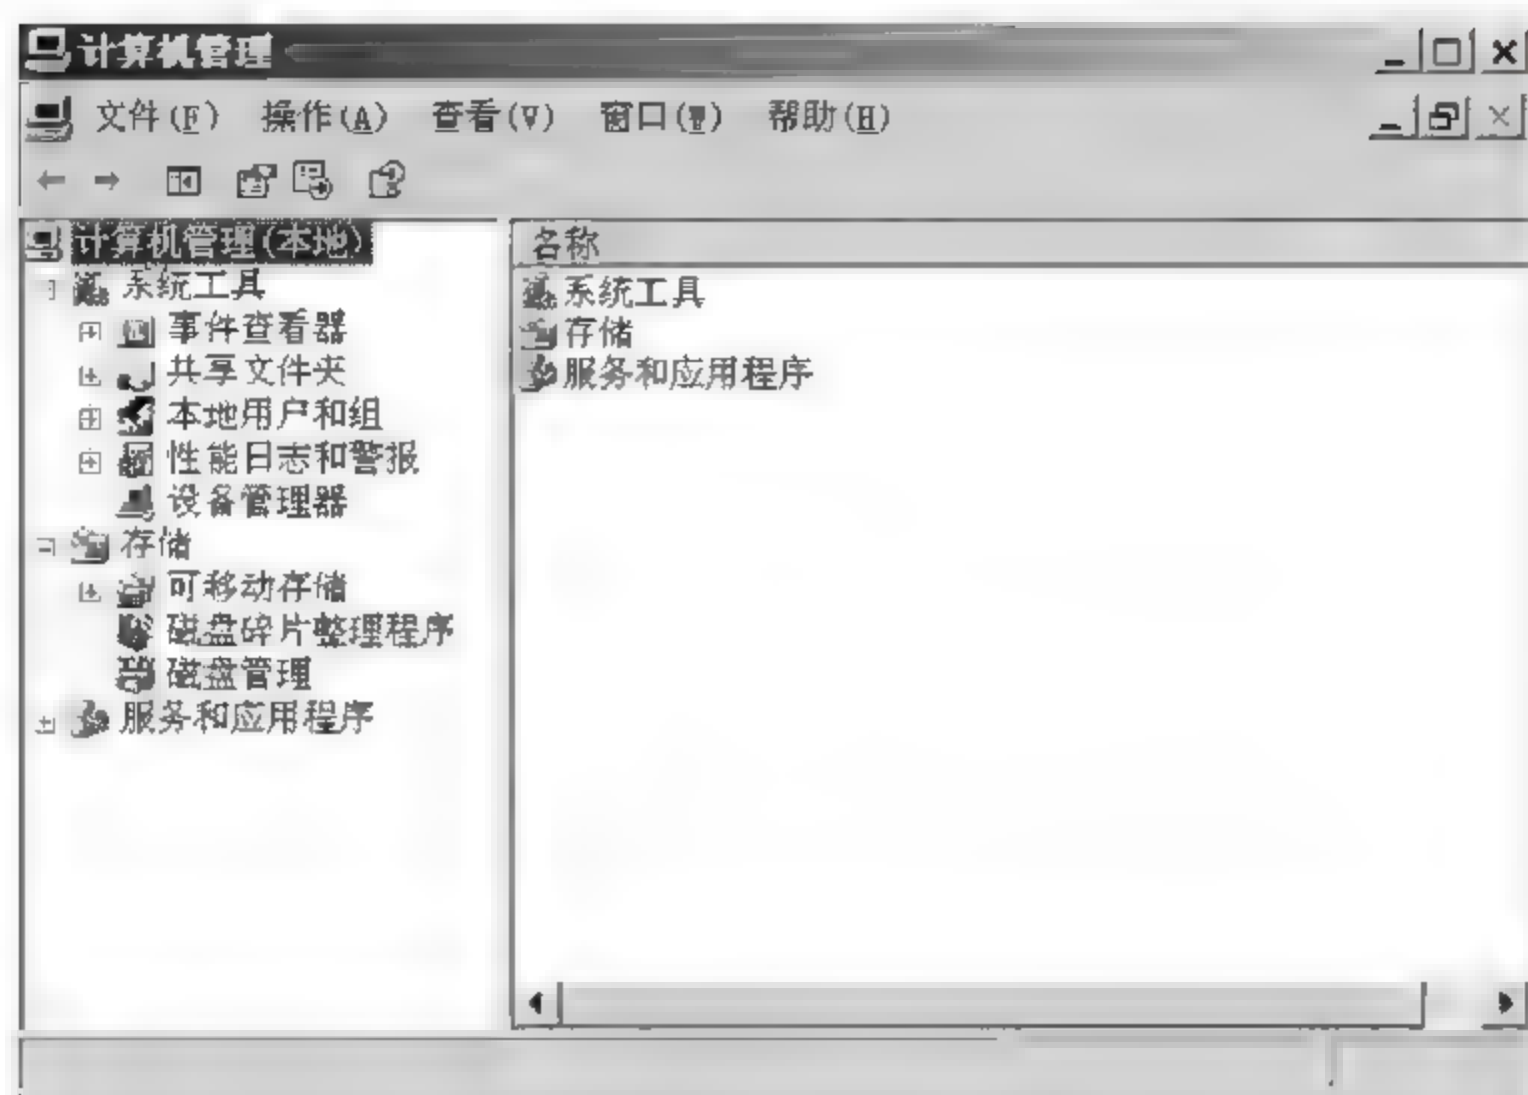 计算机管理
文件(F) 操作(A) 查看(V) 窗口(W) 帮助(H)
计算机管理(本地)
系统工具
事件查看器
共享文件夹
本地用户和组
性能日志和警报
设备管理器
存储
可移动存储
磁盘碎片整理程序
磁盘管理
服务和应用程序
名称
系统工具
存储
服务和应用程序